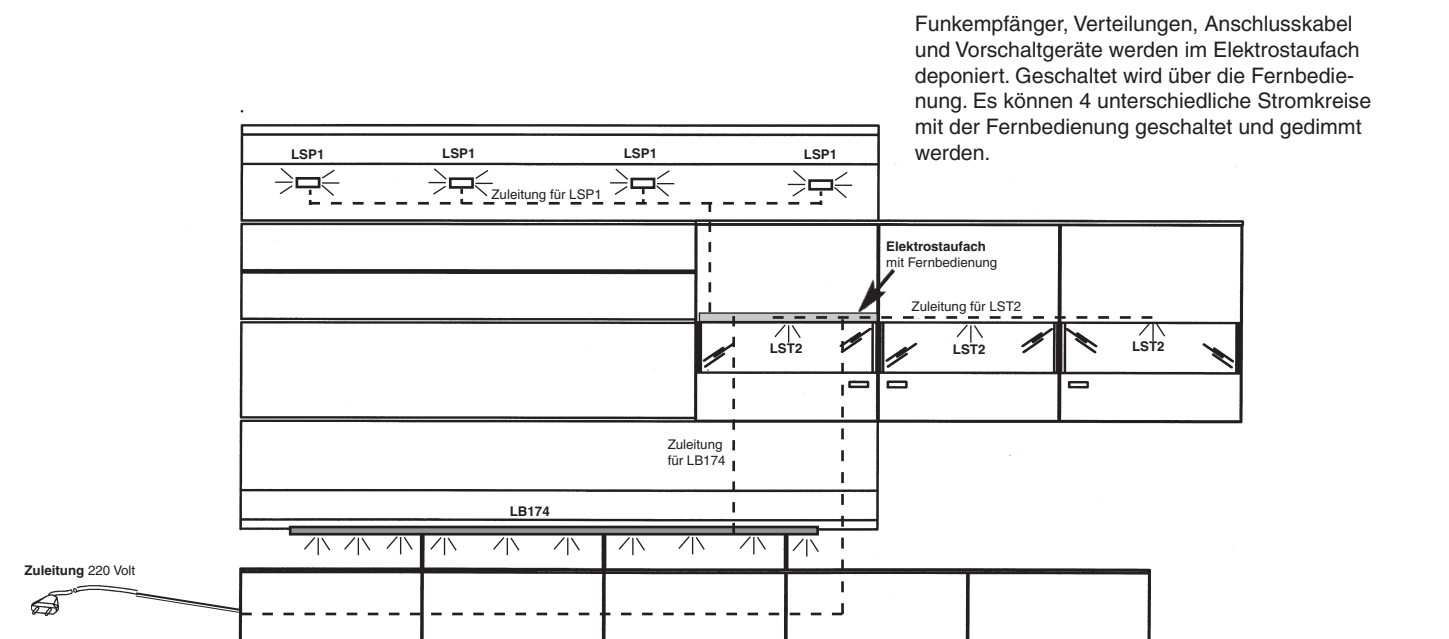 Funkempfänger, Verteilungen, Anschlusskabel
und Vorschaltgeräte werden im Elektrostaufach
deponiert. Geschaltet wird über die Fernbedie-
nung. Es können 4 unterschiedliche Stromkreise
mit der Fernbedienung geschaltet und gedimmt
werden.
LSP1 LSP1 LSP1 LSP1
Zuleitung für LSP1
Elektrostaufach
mit Fernbedienung
Zuleitung für LST2
LST2 LST2 LST2
Zuleitung
für LB174
LB174
Zuleitung 220 Volt